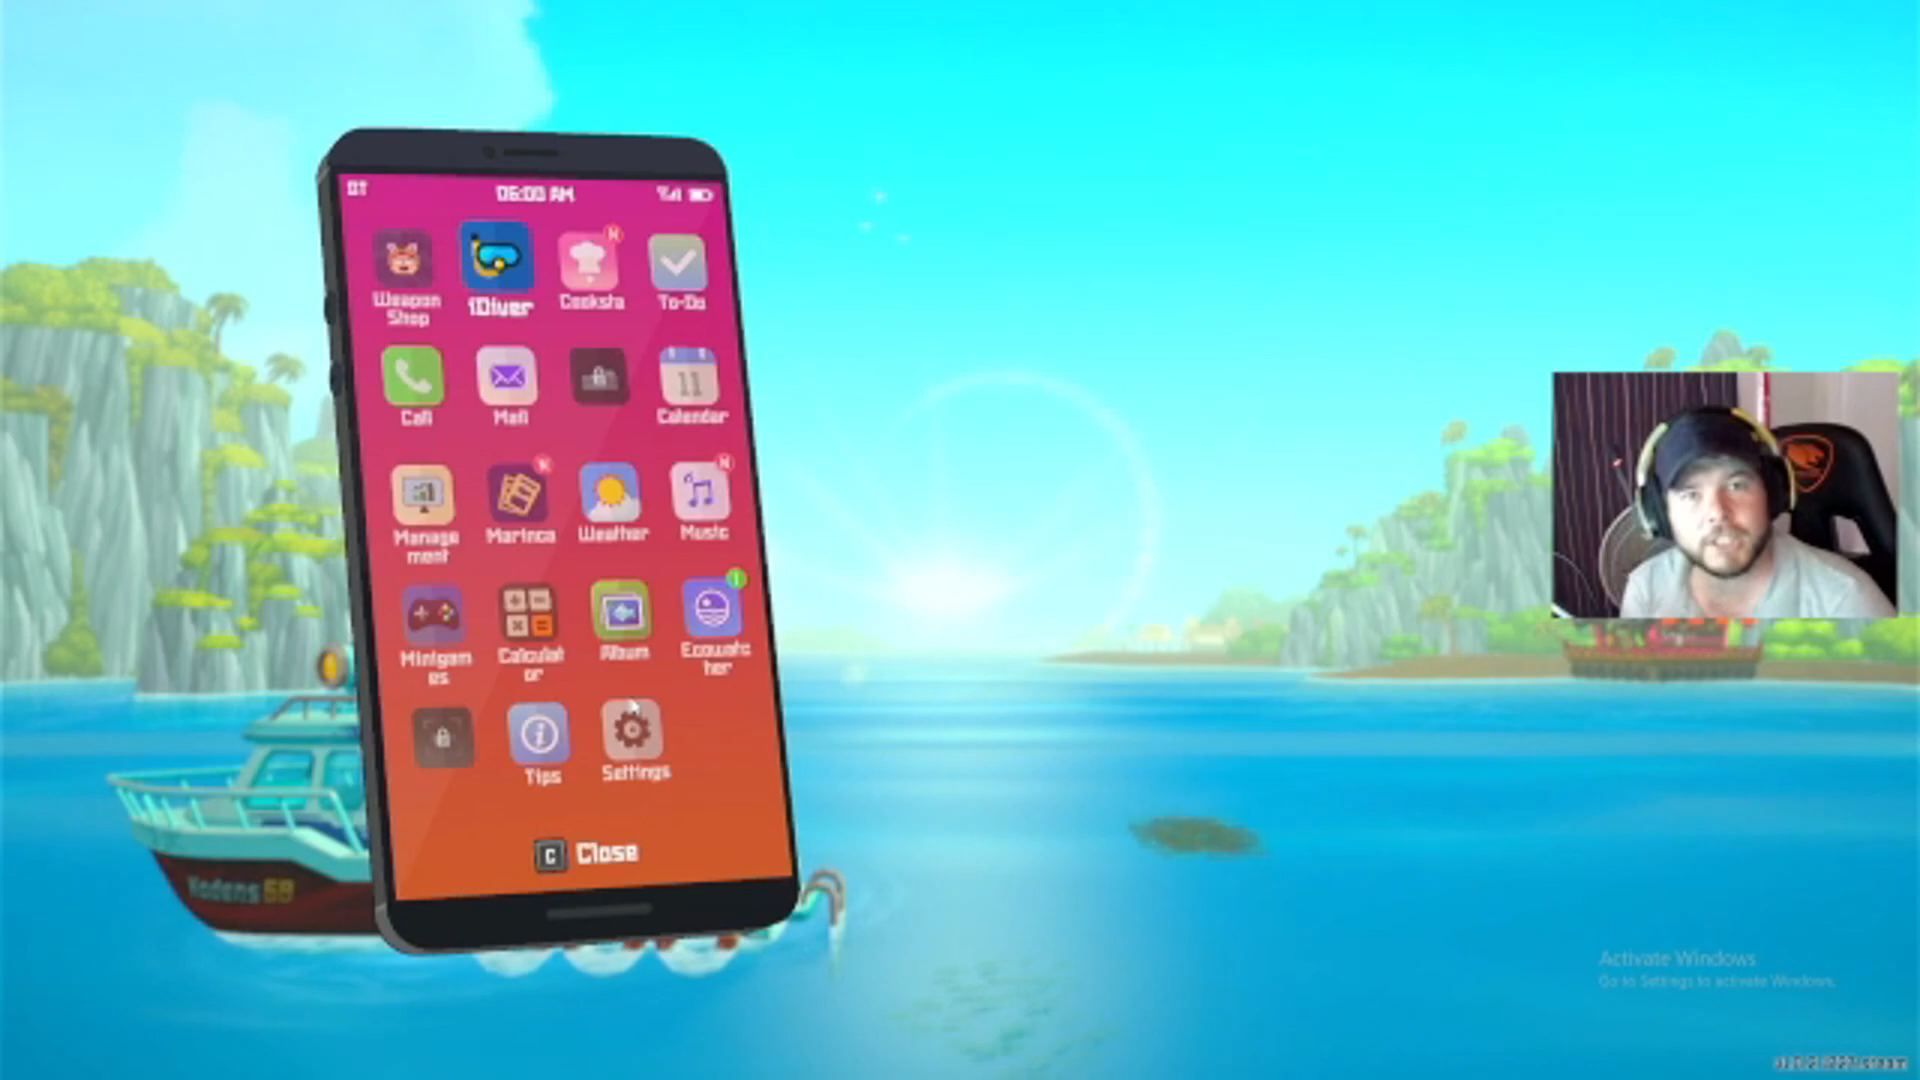 06:00 AM
Weapon Shop
iDiver
Cooksta
To-Do
Call
Mail
11
Calendar
Manage
ment
Marinca
Weather
Music
Minigam
es
Calculat
or
Album
Ecowatc
her
Tips
Settings
C Close
Activate Windows
Go to Settings to activate Windows.